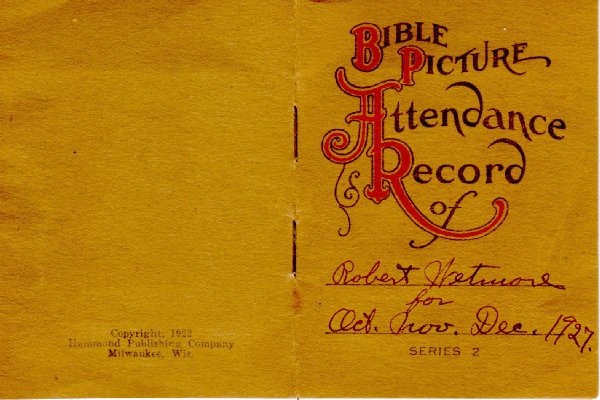 Copyright, 1922
Hammond Publishing Company
Milwaukee, Wis.
BIBLE
PICTURE
Attendance
& Record
of
Robert Wetmore
for
Oct. Nov. Dec. 1927.
SERIES 2